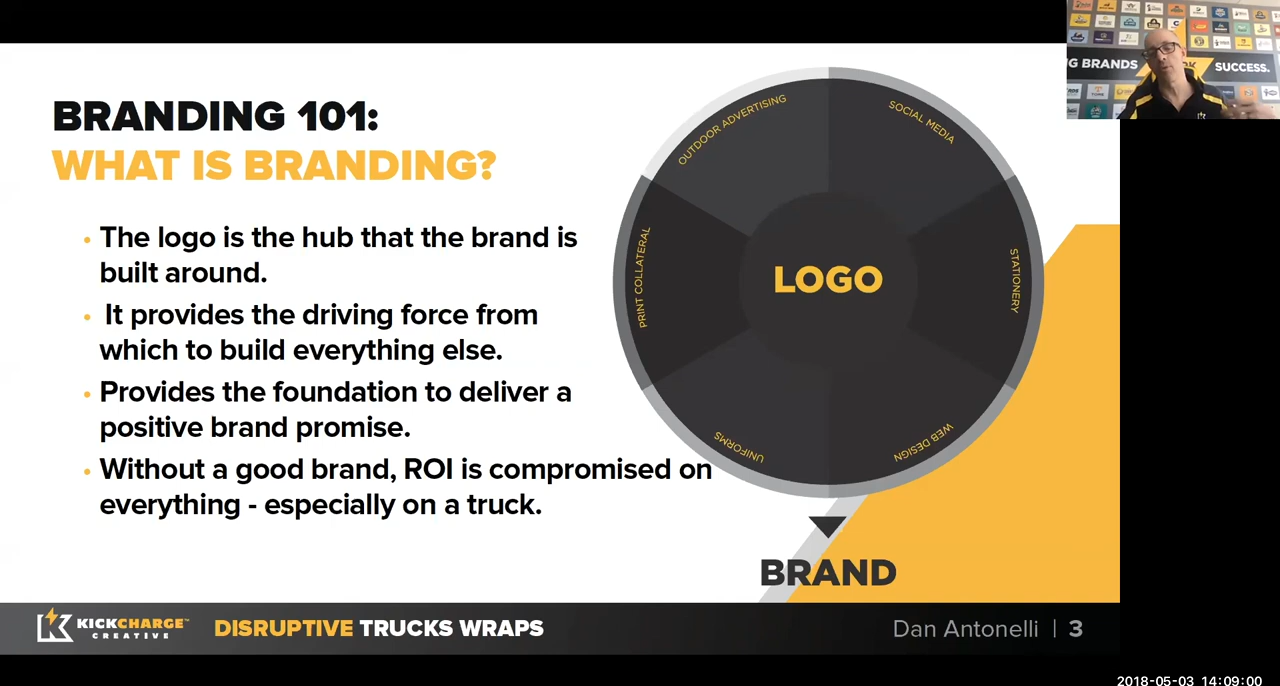 BRANDING 101:
WHAT IS BRANDING?
• The logo is the hub that the brand is
built around.
• It provides the driving force from
which to build everything else.
• Provides the foundation to deliver a
positive brand promise.
• Without a good brand, ROI is compromised on
everything - especially on a truck.
OUTDOOR ADVERTISING
SOCIAL MEDIA
PRINT COLLATERAL
LOGO
STATIONERY
UNIFORMS
WEB DESIGN
BRAND
BRANDS
SUCCESS.
KICKCHARGE™
CREATIVE
DISRUPTIVE TRUCKS WRAPS
Dan Antonelli | 3
2018-05-03 14:09:00